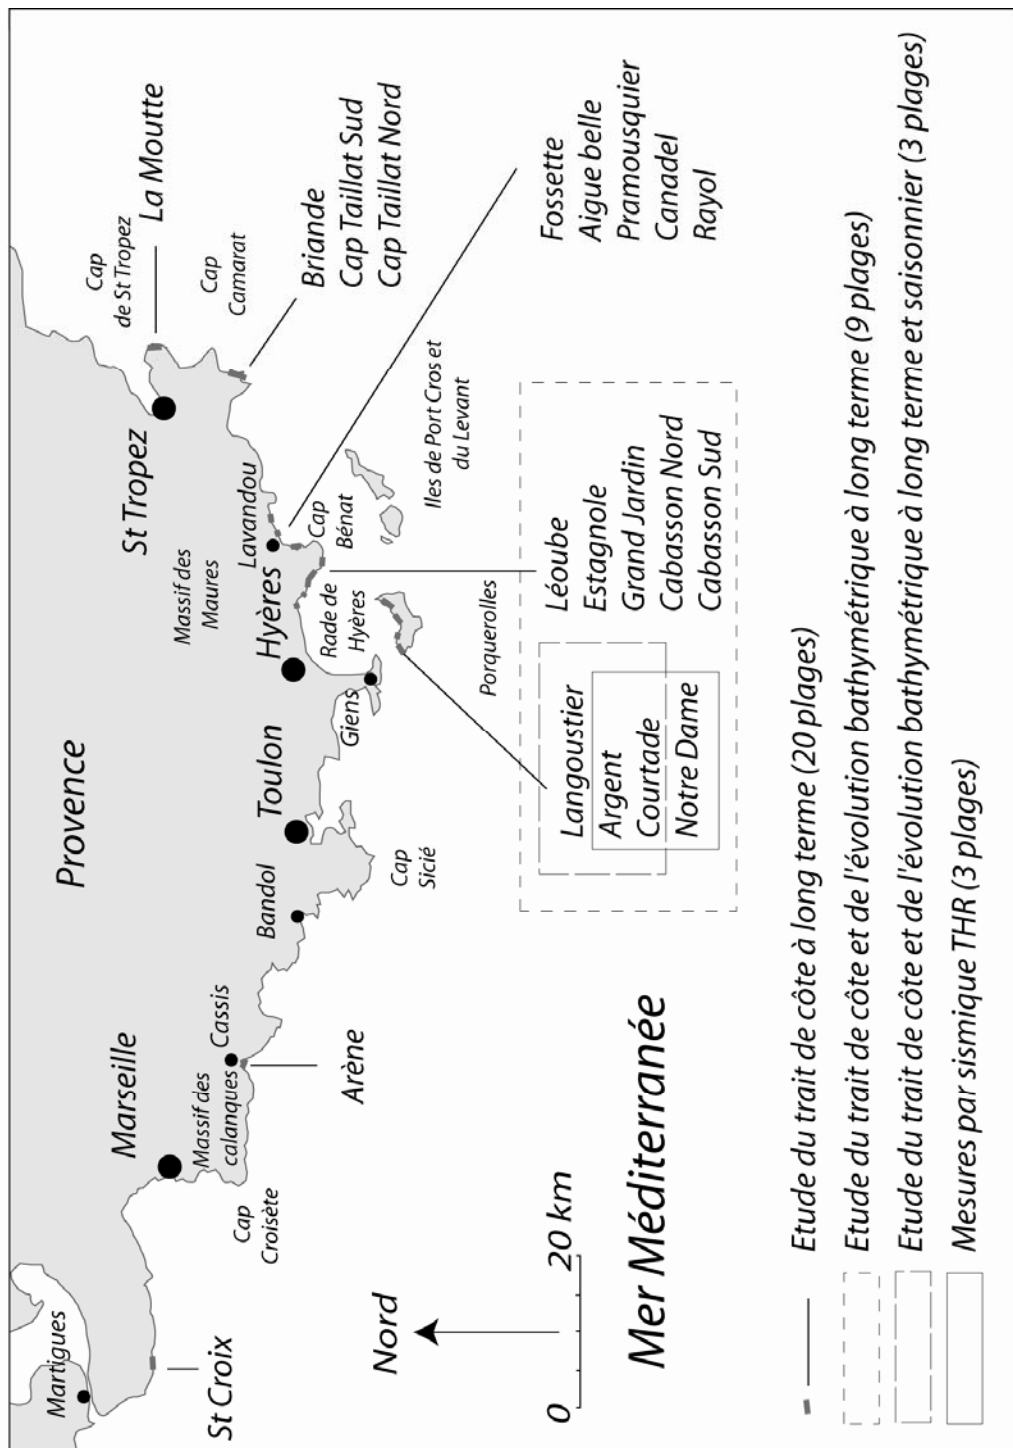 Provence
Martigues
St Croix
Marseille
Massif des
calanques
Cap
Croisète
Cassis
Arène
Bandol
Toulon
Cap
Sicié
Giens
Hyères
Rade de
Hyères
Massif des
Maures
Lavandou
Cap
Bénat
Porquerolles
Iles de Port Cros et
du Levant
St Tropez
Cap
de St Tropez
La Moutte
Cap
Camarat
Briande
Cap Taillat Sud
Cap Taillat Nord
Fossette
Aigue belle
Pramousquier
Canadel
Rayol
Léoube
Estagnole
Grand Jardin
Cabasson Nord
Cabasson Sud
Langoustier
Argent
Courtade
Notre Dame
Nord
0
20 km
Mer Méditerranée
Etude du trait de côte à long terme (20 plages)
Etude du trait de côte et de l'évolution bathymétrique à long terme (9 plages)
Etude du trait de côte et de l'évolution bathymétrique à long terme et saisonnier (3 plages)
Mesures par sismique THR (3 plages)